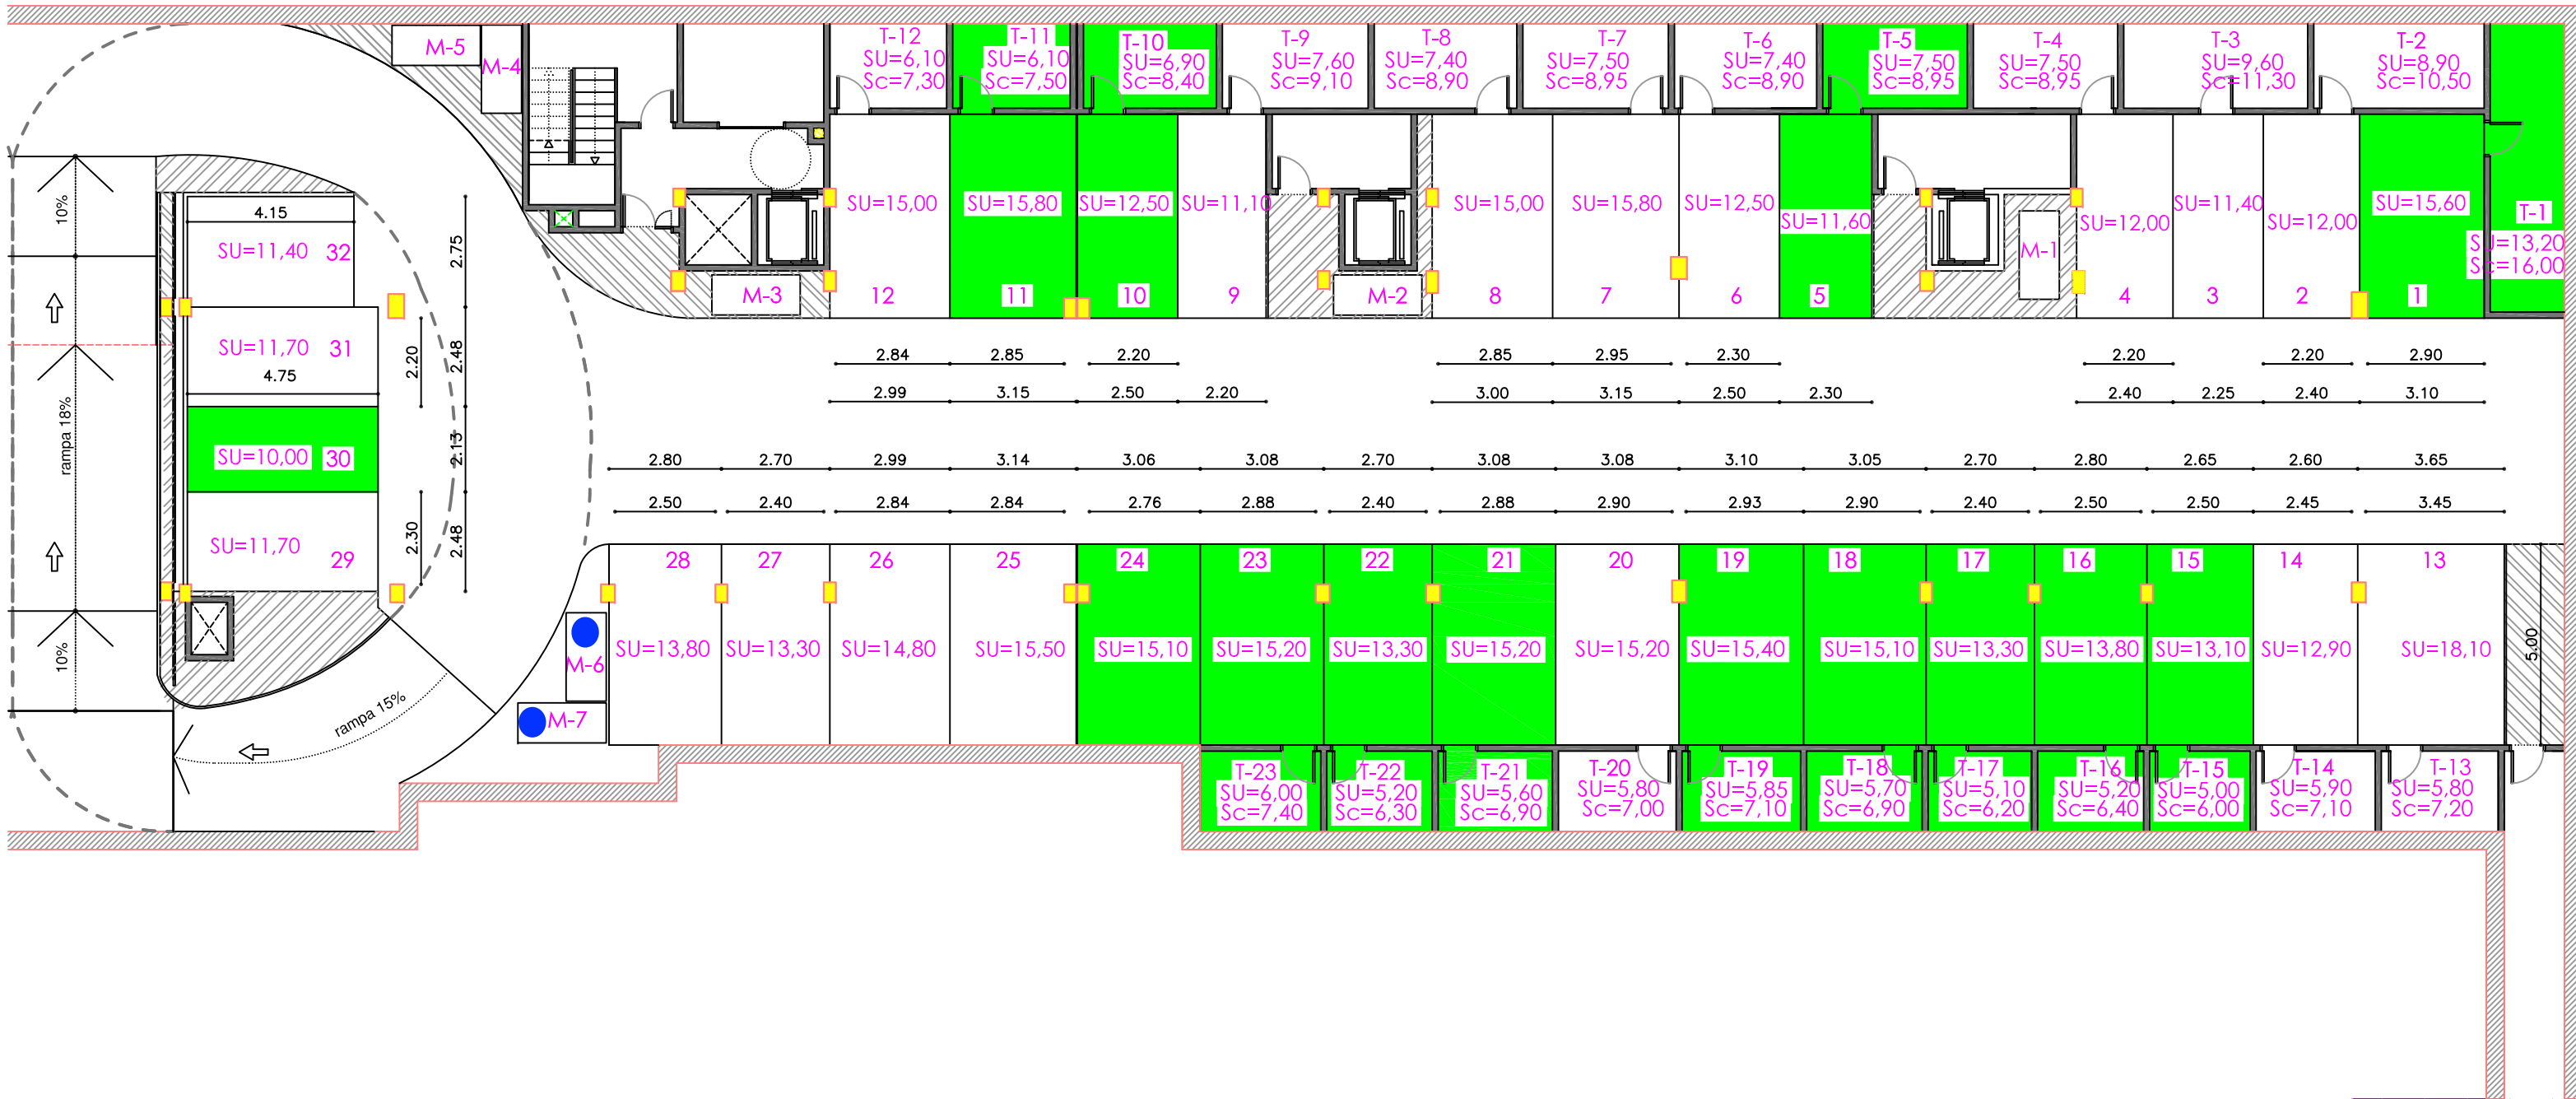 M-5
M-4
T-12
SU=6,10
Sc=7,30
T-11
SU=6,10
Sc=7,50
T-10
SU=6,90
Sc=8,40
T-9
SU=7,60
Sc=9,10
T-8
SU=7,40
Sc=8,90
T-7
SU=7,50
Sc=8,95
T-6
SU=7,40
Sc=8,90
T-5
SU=7,50
Sc=8,95
T-4
SU=7,50
Sc=8,95
T-3
SU=9,60
Sc=11,30
T-2
SU=8,90
Sc=10,50
T-1
SU=13,20
Sc=16,00
SU=15,00
12
SU=15,80
11
SU=12,50
10
SU=11,10
9
SU=15,00
8
SU=15,80
7
SU=12,50
6
SU=11,60
5
SU=12,00
4
SU=11,40
3
SU=12,00
2
SU=15,60
1
M-3
M-2
M-1
10%
rampa 18%
10%
4.15
SU=11,40 32
SU=11,70 31
4.75
SU=10,00 30
SU=11,70 29
2.75
2.20
2.48
2.13
2.30
2.48
rampa 15%
2.84 2.85 2.20 2.85 2.95 2.30 2.20 2.20 2.90
2.99 3.15 2.50 2.20 3.00 3.15 2.50 2.30 2.40 2.25 2.40 3.10
2.80 2.70 2.99 3.14 3.06 3.08 2.70 3.08 3.08 3.10 3.05 2.70 2.80 2.65 2.60 3.65
2.50 2.40 2.84 2.84 2.76 2.88 2.40 2.88 2.90 2.93 2.90 2.40 2.50 2.50 2.45 3.45
28 27 26 25 24 23 22 21 20 19 18 17 16 15 14 13
SU=13,80 SU=13,30 SU=14,80 SU=15,50 SU=15,10 SU=15,20 SU=13,30 SU=15,20 SU=15,20 SU=15,40 SU=15,10 SU=13,30 SU=13,80 SU=13,10 SU=12,90 SU=18,10
5.00
M-6
M-7
T-23
SU=6,00
Sc=7,40
T-22
SU=5,20
Sc=6,30
T-21
SU=5,60
Sc=6,90
T-20
SU=5,80
Sc=7,00
T-19
SU=5,85
Sc=7,10
T-18
SU=5,70
Sc=6,90
T-17
SU=5,10
Sc=6,20
T-16
SU=5,20
Sc=6,40
T-15
SU=5,00
Sc=6,00
T-14
SU=5,90
Sc=7,10
T-13
SU=5,80
Sc=7,20